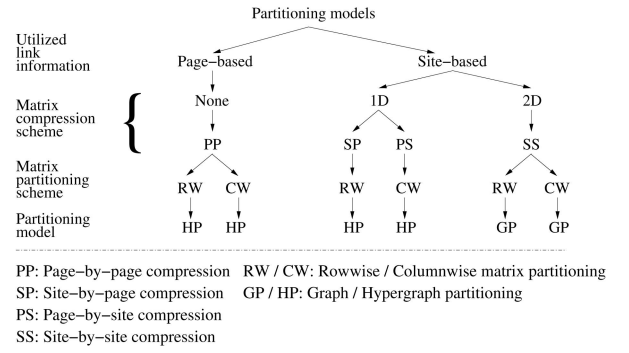 Partitioning models
Utilized
link
information
Page−based Site−based
Matrix
compression
scheme
None 1D 2D
PP SP PS SS
Matrix
partitioning
scheme
RW CW RW CW RW CW
Partitioning
model
HP HP HP HP GP GP
PP: Page−by−page compression RW / CW: Rowwise / Columnwise matrix partitioning
SP: Site−by−page compression GP / HP: Graph / Hypergraph partitioning
PS: Page−by−site compression
SS: Site−by−site compression